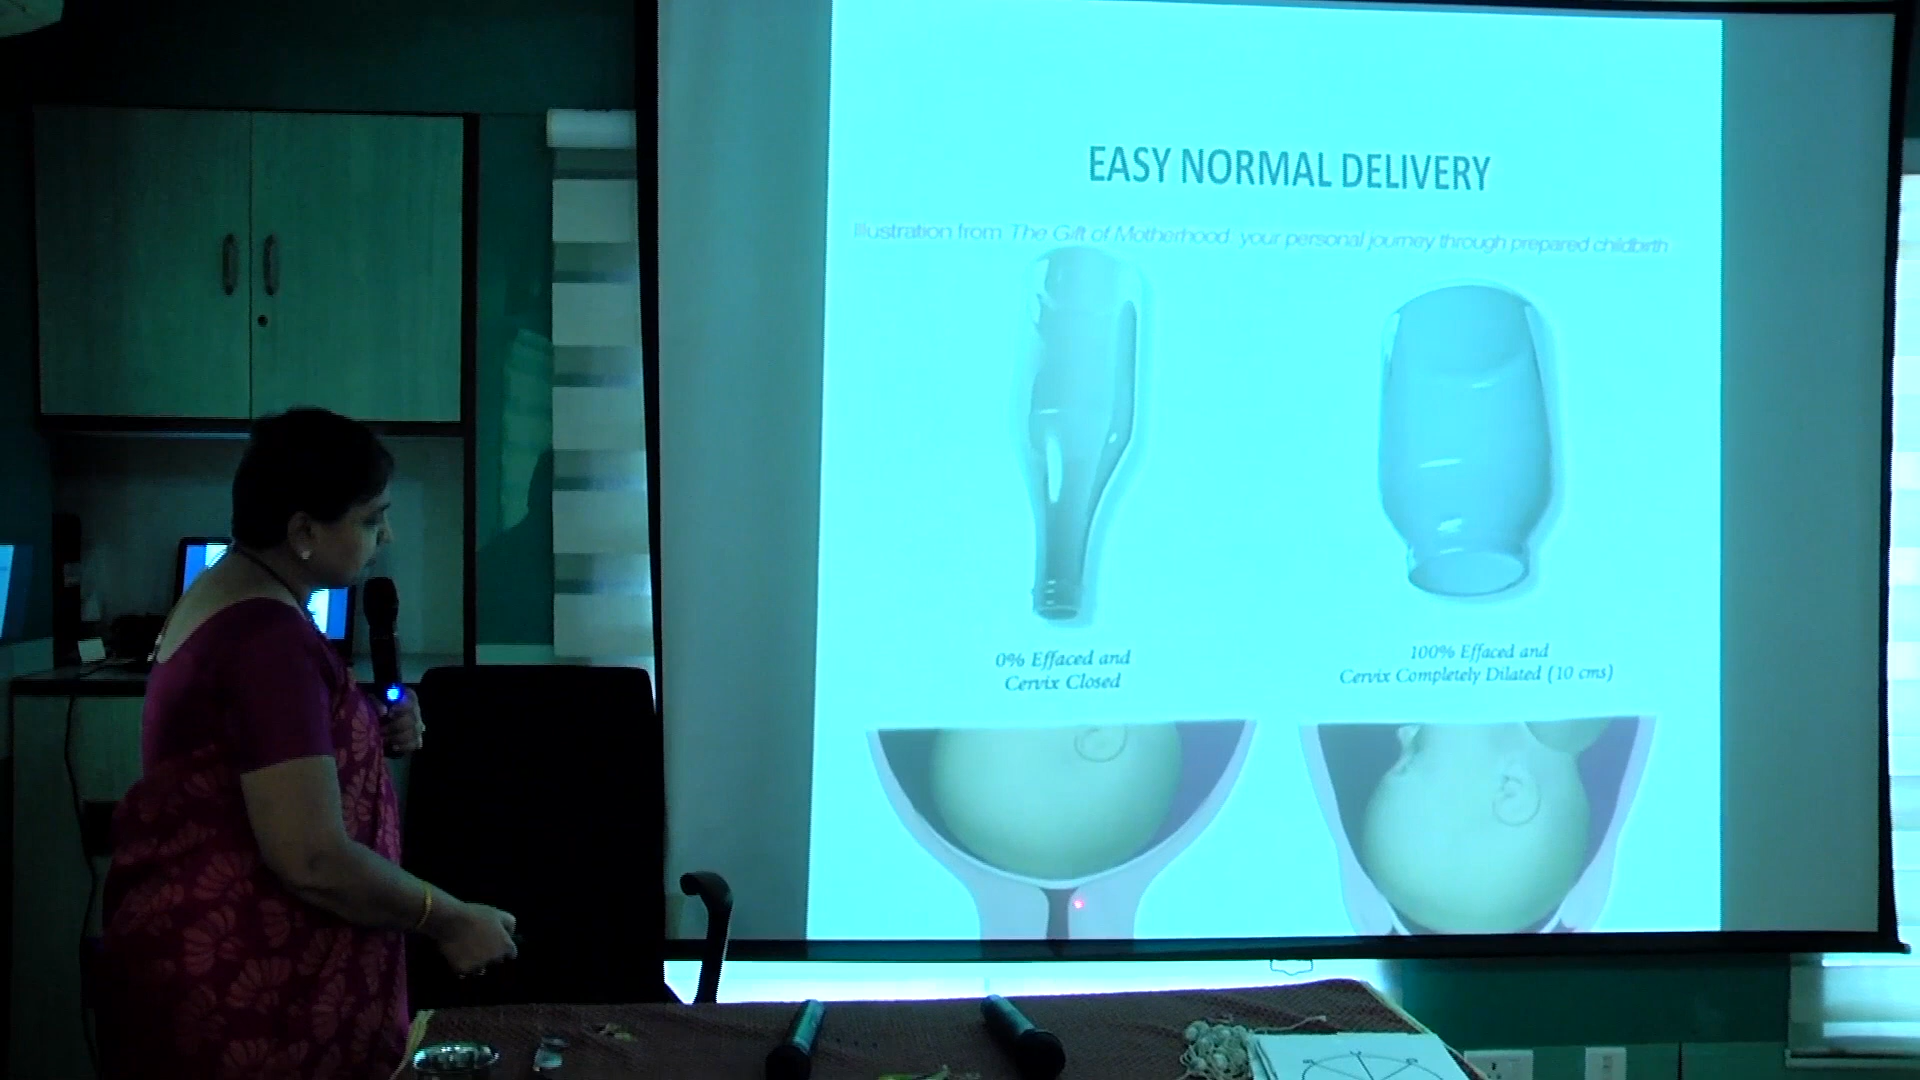 EASY NORMAL DELIVERY
Illustration from The Gift of Motherhood: your personal journey through prepared childbirth
0% Effaced and
Cervix Closed
100% Effaced and
Cervix Completely Dilated (10 cms)